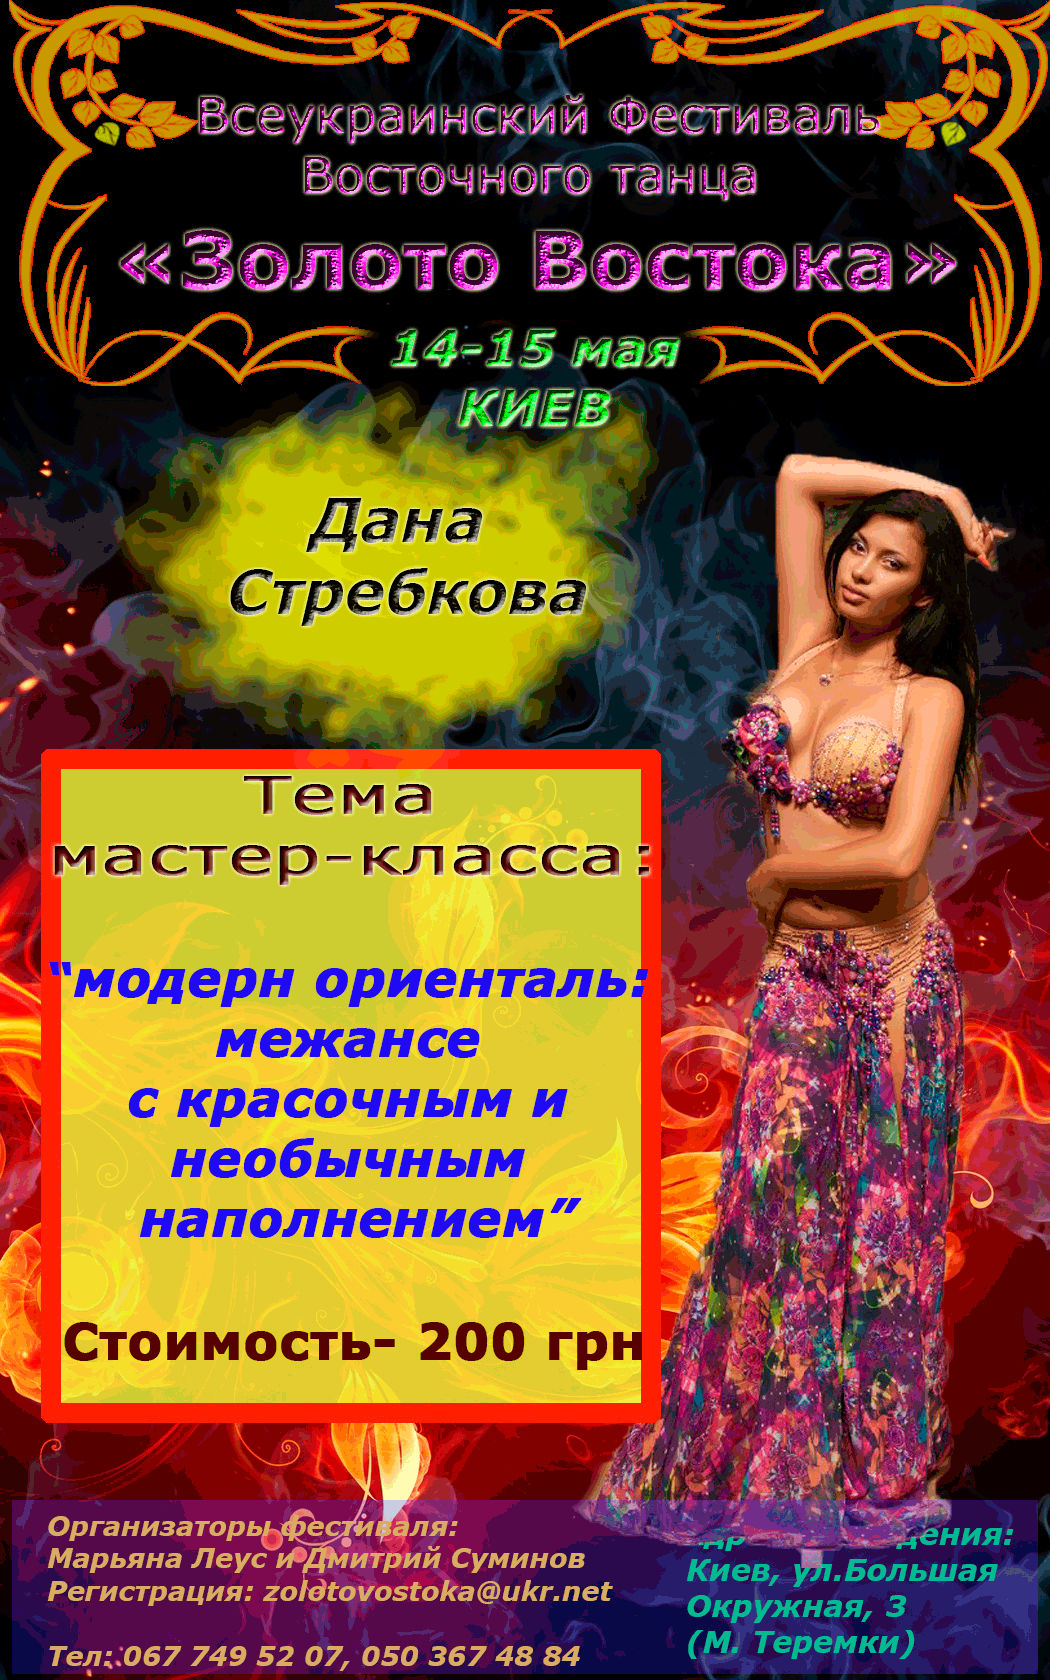 Всеукраинский Фестиваль
Восточного танца
«Золото Востока»
14-15 мая
КИЕВ
Дана
Стребкова
Тема
мастер-класса:
“модерн ориенталь:
межансе
с красочным и
необычным
наполнением”
Стоимость- 200 грн
Организаторы фестиваля:
Марьяна Леус и Дмитрий Суминов
Регистрация: zolotovostoka@ukr.net
Тел: 067 749 52 07, 050 367 48 84
Киев, ул.Большая
Окружная, 3
(М. Теремки)